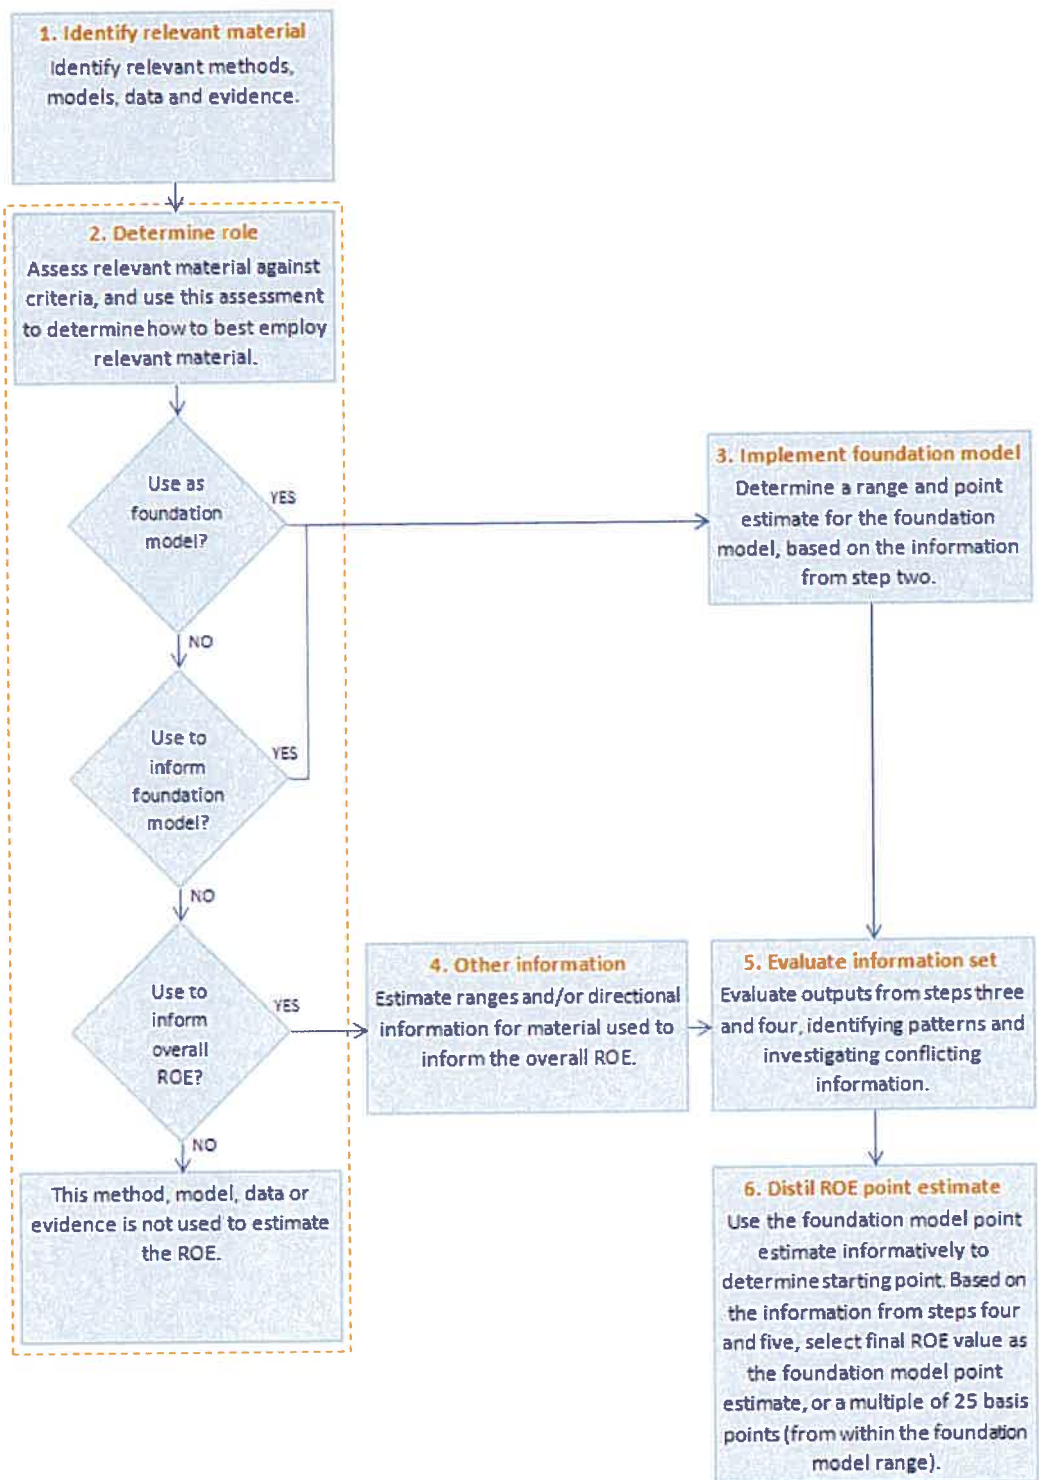 1. Identify relevant material
Identify relevant methods,
models, data and evidence.
2. Determine role
Assess relevant material against
criteria, and use this assessment
to determine how to best employ
relevant material.
Use as
foundation
model?
YES
NO
Use to
inform
foundation
model?
YES
NO
Use to
inform
overall
ROE?
YES
NO
This method, model, data or
evidence is not used to estimate
the ROE.
3. Implement foundation model
Determine a range and point
estimate for the foundation
model, based on the information
from step two.
4. Other information
Estimate ranges and/or directional
information for material used to
inform the overall ROE.
5. Evaluate information set
Evaluate outputs from steps three
and four, identifying patterns and
investigating conflicting
information.
6. Distil ROE point estimate
Use the foundation model point
estimate informatively to
determine starting point. Based on
the information from steps four
and five, select final ROE value as
the foundation model point
estimate, or a multiple of 25 basis
points (from within the foundation
model range).